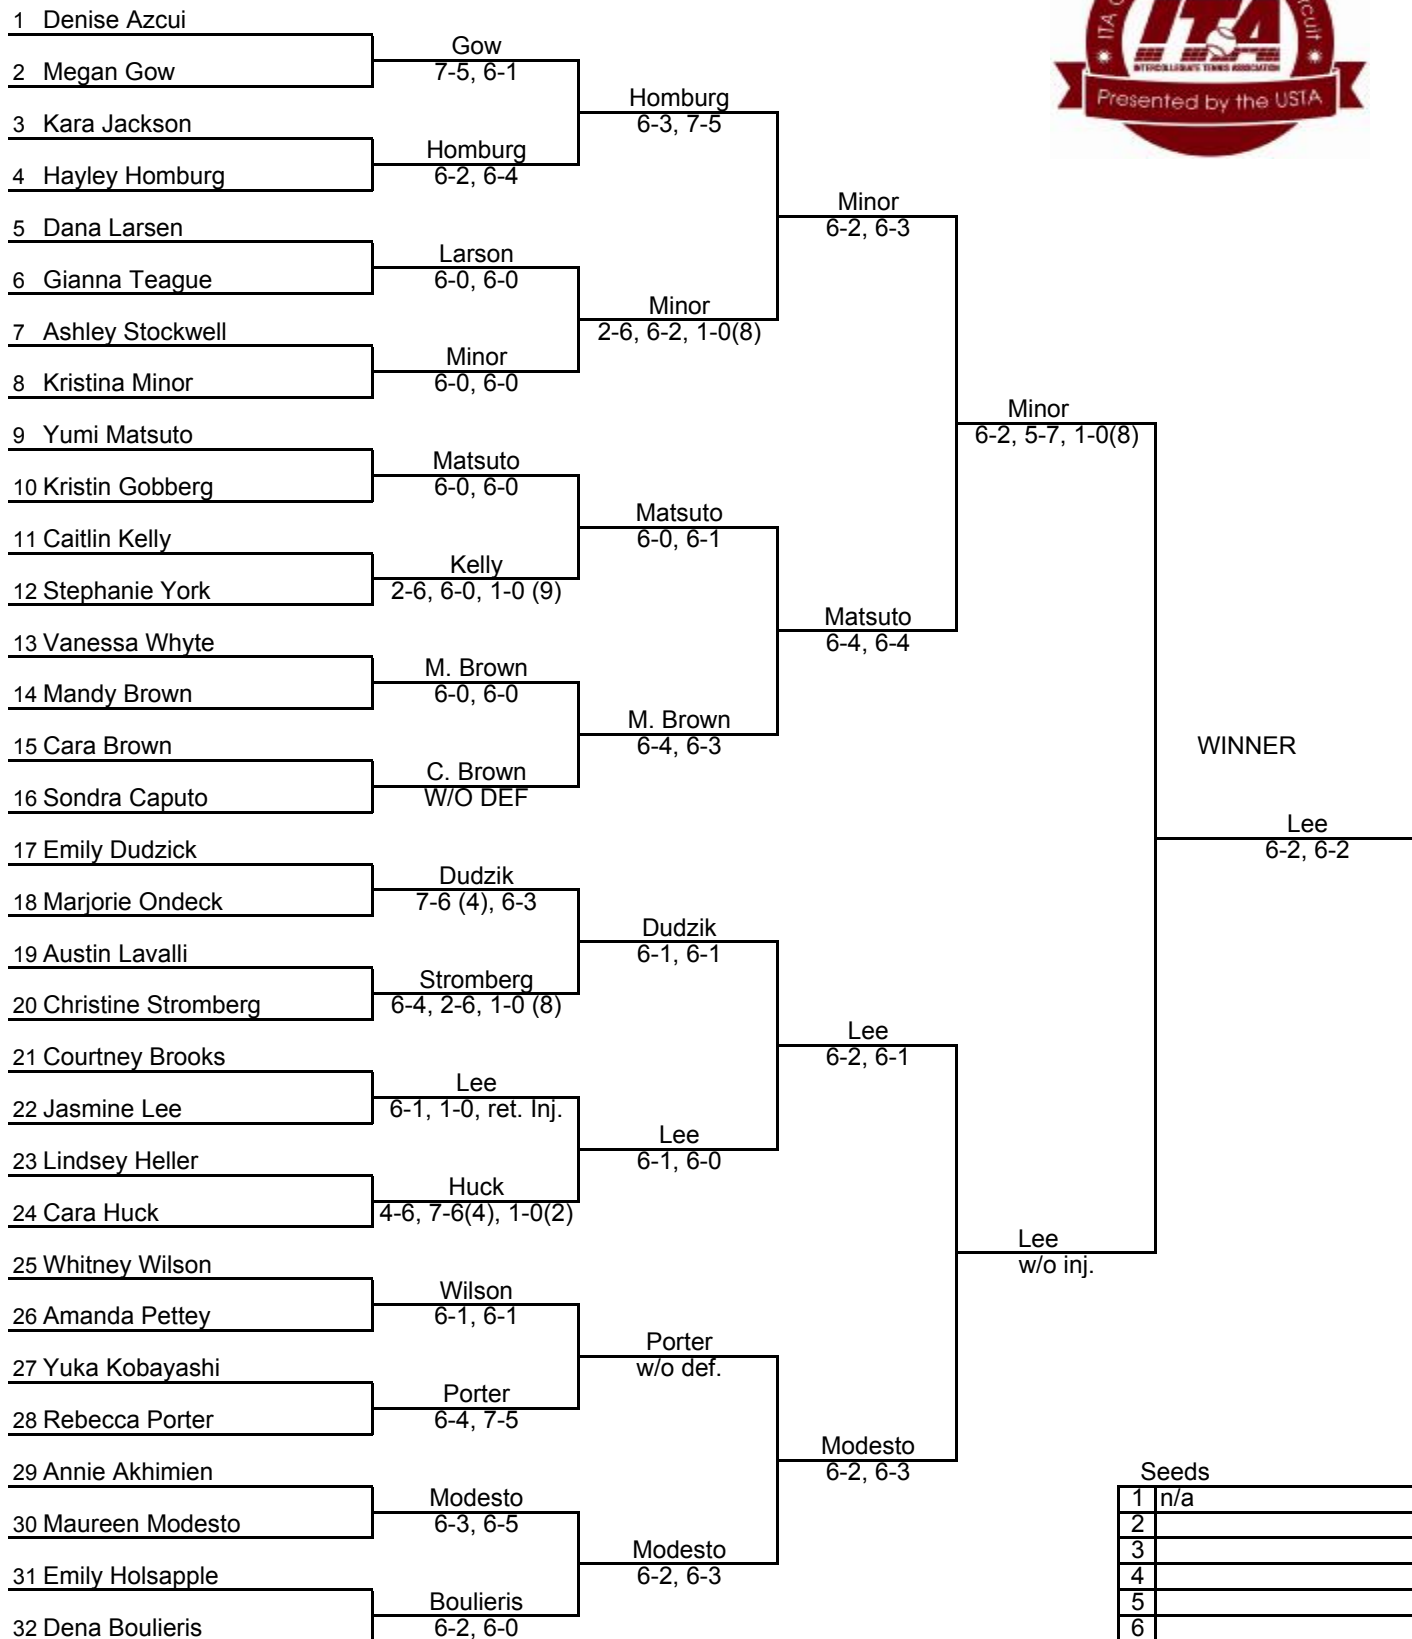 1 Denise Azcui
Gow
2 Megan Gow
7-5, 6-1
Homburg
3 Kara Jackson
6-3, 7-5
Homburg
4 Hayley Homburg
6-2, 6-4
Minor
5 Dana Larsen
6-2, 6-3
Larson
6 Gianna Teague
6-0, 6-0
Minor
7 Ashley Stockwell
2-6, 6-2, 1-0(8)
Minor
8 Kristina Minor
6-0, 6-0
Minor
9 Yumi Matsuto
6-2, 5-7, 1-0(8)
Matsuto
10 Kristin Gobberg
6-0, 6-0
Matsuto
11 Caitlin Kelly
6-0, 6-1
Kelly
12 Stephanie York
2-6, 6-0, 1-0 (9)
Matsuto
13 Vanessa Whyte
6-4, 6-4
M. Brown
14 Mandy Brown
6-0, 6-0
M. Brown
15 Cara Brown
6-4, 6-3
WINNER
C. Brown
16 Sondra Caputo
W/O DEF
Lee
17 Emily Dudzick
6-2, 6-2
Dudzik
18 Marjorie Ondeck
7-6 (4), 6-3
Dudzik
19 Austin Lavalli
6-1, 6-1
Stromberg
20 Christine Stromberg
6-4, 2-6, 1-0 (8)
Lee
21 Courtney Brooks
6-2, 6-1
Lee
22 Jasmine Lee
6-1, 1-0, ret. Inj.
Lee
23 Lindsey Heller
6-1, 6-0
Huck
24 Cara Huck
4-6, 7-6(4), 1-0(2)
Lee
25 Whitney Wilson
w/o inj.
Wilson
26 Amanda Pettey
6-1, 6-1
Porter
27 Yuka Kobayashi
w/o def.
Porter
28 Rebecca Porter
6-4, 7-5
Modesto
29 Annie Akhimien
6-2, 6-3
Modesto
30 Maureen Modesto
6-3, 6-5
Modesto
31 Emily Holsapple
6-2, 6-3
Boulieris
32 Dena Boulieris
6-2, 6-0
ITA
INTERCOLLEGIATE TENNIS ASSOCIATION
Presented by the USTA
Seeds
1 n/a
2
3
4
5
6